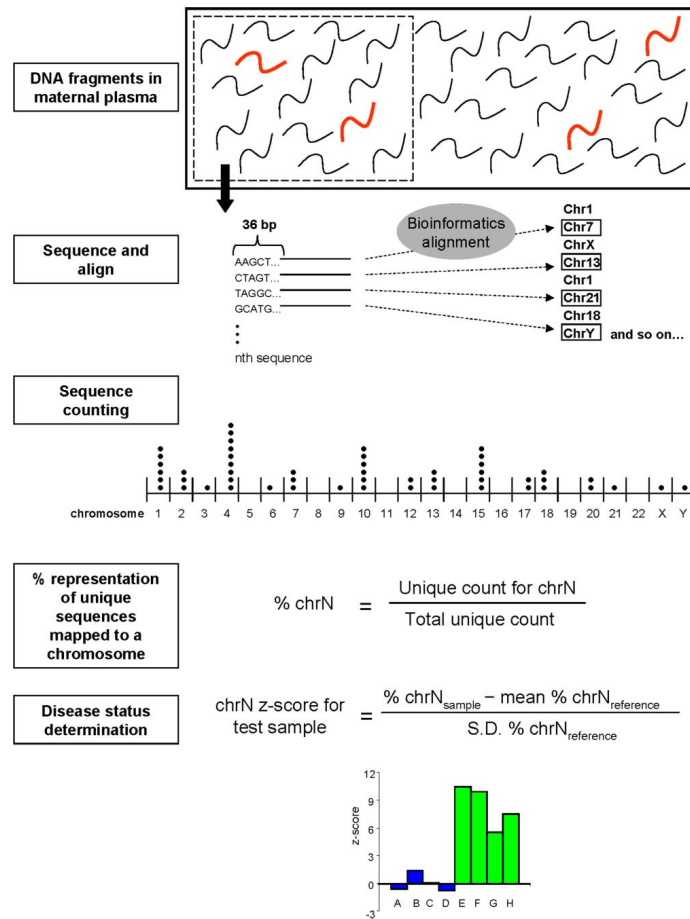 DNA fragments in
maternal plasma
Sequence and
align
36 bp
AAGCT...
CTAGT...
TAGGC...
GCATG...
nth sequence
Bioinformatics
alignment
Chr1
Chr7
ChrX
Chr13
Chr1
Chr21
Chr18
ChrY and so on...
Sequence
counting
chromosome 1 2 3 4 6 7 8 9 10 11 12 13 14 15 16 17 18 19 20 21 22 X Y
% representation
of unique
sequences
mapped to a
chromosome
% chrN = Unique count for chrN
Total unique count
Disease status
determination
chrN z-score for
test sample
= % chrNsample – mean % chrNreference
S.D. % chrNreference
z-score
12
9
6
3
0
-3
A B C D E F G H